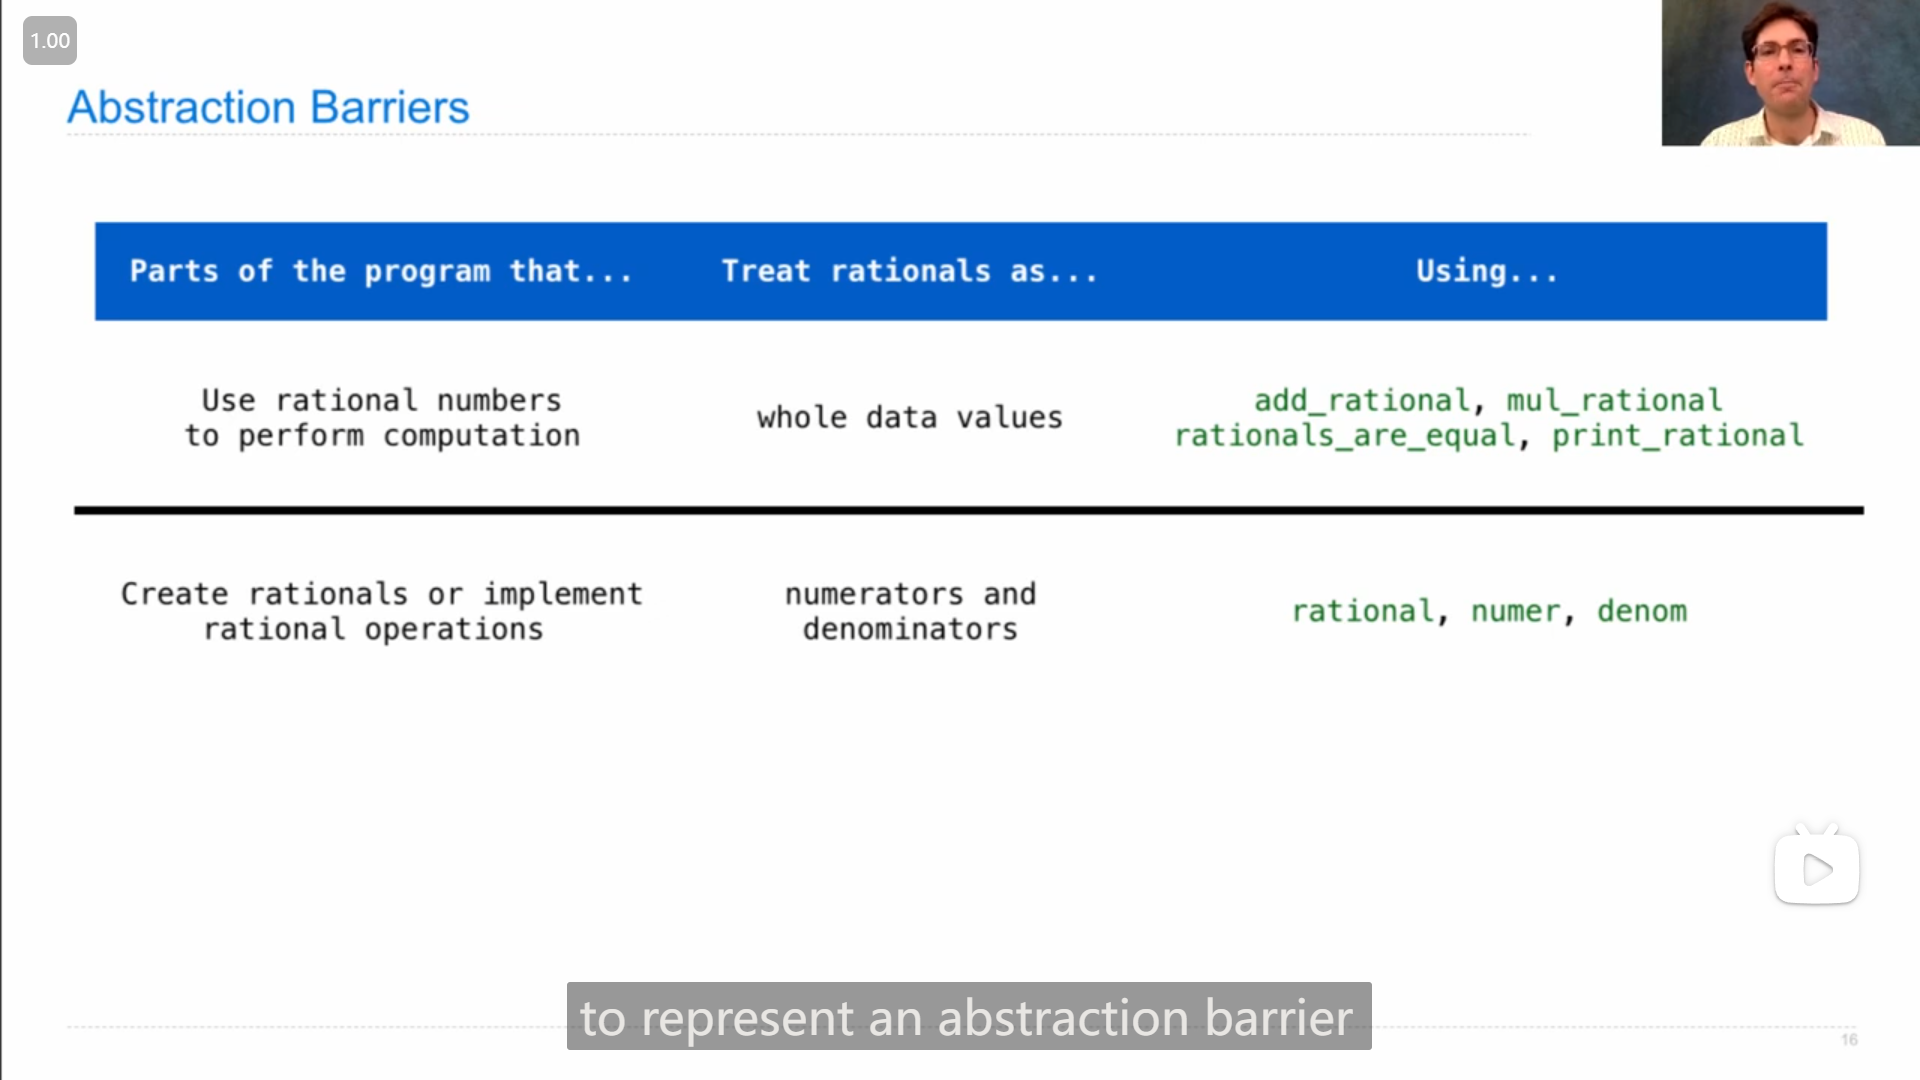 1.00
Abstraction Barriers
Parts of the program that... Treat rationals as... Using...
Use rational numbers
to perform computation
whole data values
add_rational, mul_rational
rationals_are_equal, print_rational
Create rationals or implement
rational operations
numerators and
denominators
rational, numer, denom
to represent an abstraction barrier
16